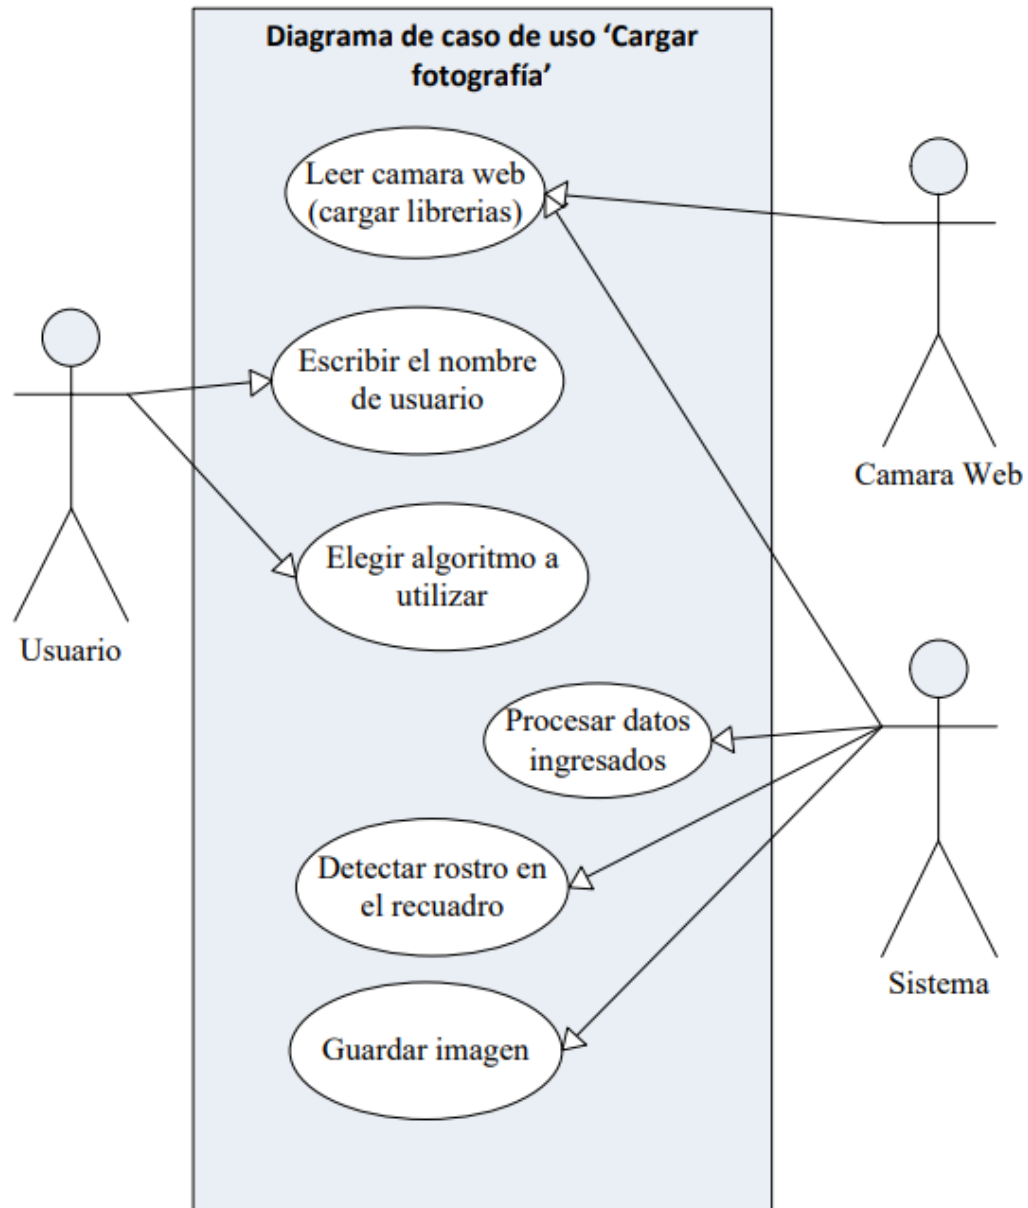 Diagrama de caso de uso ‘Cargar
fotografía’
Leer camara web
(cargar librerias)
Escribir el nombre
de usuario
Camara Web
Elegir algoritmo a
utilizar
Usuario
Procesar datos
ingresados
Detectar rostro en
el recuadro
Sistema
Guardar imagen